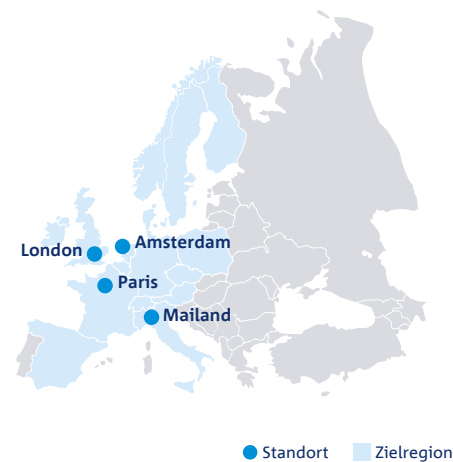 London
Amsterdam
Paris
Mailand
Standort
Zielregion